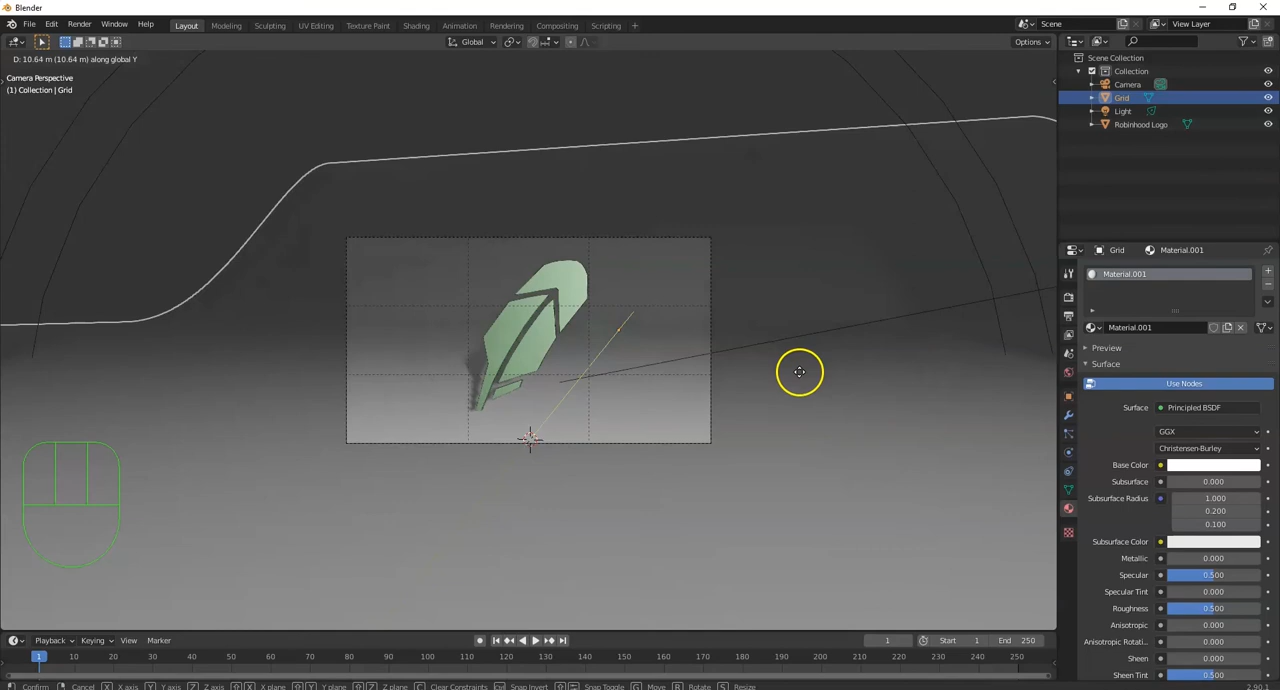 Blender
File Edit Render Window Help Layout Modeling Sculpting UV Editing Texture Paint Shading Animation Rendering Compositing Scripting + Scene View Layer
Global Options
D: 10.64 m (10.64 m) along global Y
Camera Perspective
(1) Collection | Grid
Scene Collection
Collection
Camera
Grid
Light
Robinhood Logo
Grid Material.001
Material.001
Material.001
Preview
Surface
Use Nodes
Surface Principled BSDF
GGX
Christensen-Burley
Base Color
Subsurface 0.000
Subsurface Radius 1.000
0.200
0.100
Subsurface Color
Metallic 0.000
Specular 0.500
Specular Tint 0.000
Roughness 0.500
Anisotropic 0.000
Anisotropic Rotati... 0.000
Sheen 0.000
Sheen Tint 0.500
Playback Keying View Marker 1 Start 1 End 250
1 10 20 30 40 50 60 70 80 90 100 110 120 130 140 150 160 170 180 190 200 210 220 230 240 250
Confirm Cancel X X axis Y Y axis Z Z axis X X plane Y Y plane Z Z plane C Clear Constraints Snap Invert Snap Toggle G Move R Rotate S Resize 2.90.1